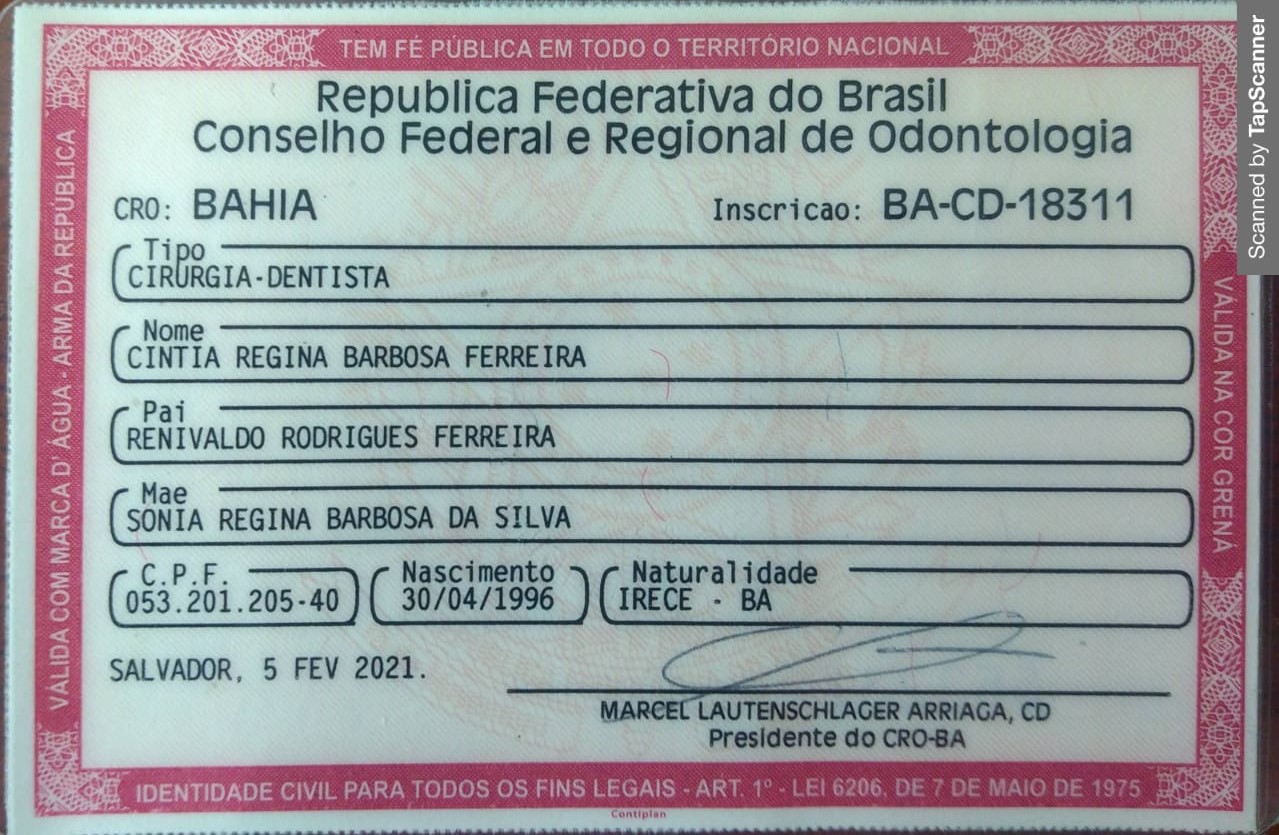 TEM FÉ PÚBLICA EM TODO O TERRITÓRIO NACIONAL
Republica Federativa do Brasil
Conselho Federal e Regional de Odontologia
CRO: BAHIA Inscricao: BA-CD-18311
Tipo
CIRURGIA-DENTISTA
Nome
CINTIA REGINA BARBOSA FERREIRA
Pai
RENIVALDO RODRIGUES FERREIRA
Mae
SONIA REGINA BARBOSA DA SILVA
C.P.F. Nascimento Naturalidade
053.201.205-40 30/04/1996 IRECE - BA
SALVADOR, 5 FEV 2021.
MARCEL LAUTENSCHLAGER ARRIAGA, CD
Presidente do CRO-BA
IDENTIDADE CIVIL PARA TODOS OS FINS LEGAIS - ART. 1º - LEI 6206, DE 7 DE MAIO DE 1975
Contiplan
VÁLIDA COM MARCA D' ÁGUA - ARMA DA REPÚBLICA
VÁLIDA NA COR GRENÁ
Scanned by TapScanner